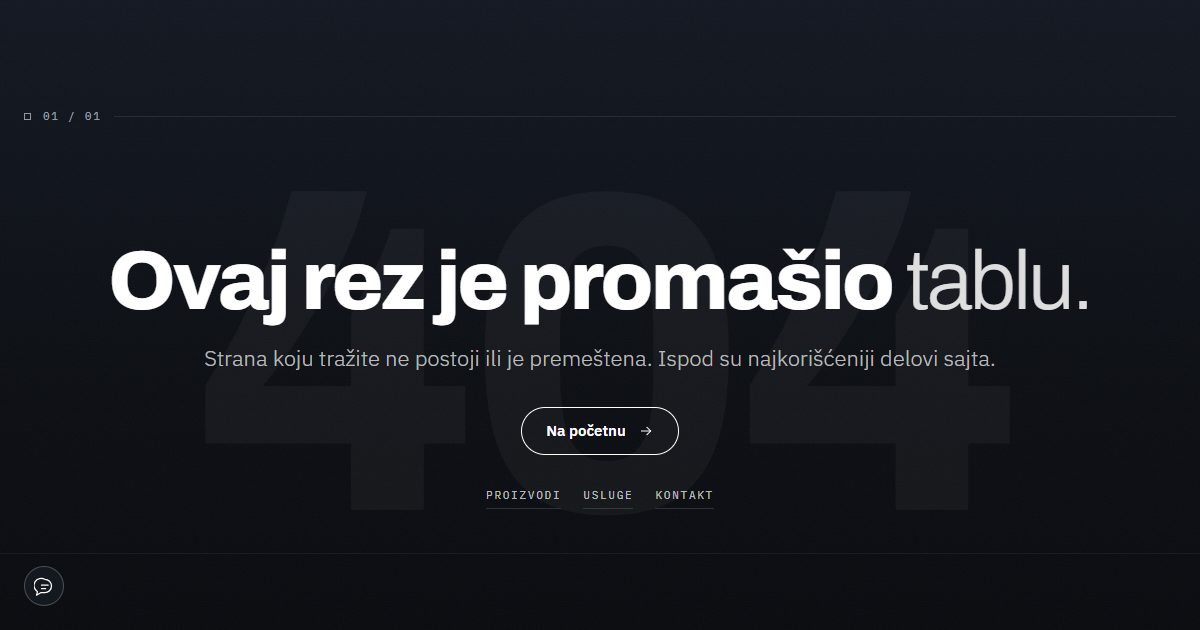 01 / 01
404
Ovaj rez je promašio tablu.
Strana koju tražite ne postoji ili je premeštena. Ispod su najkorišćeniji delovi sajta.
Na početnu →
PROIZVODI USLUGE KONTAKT